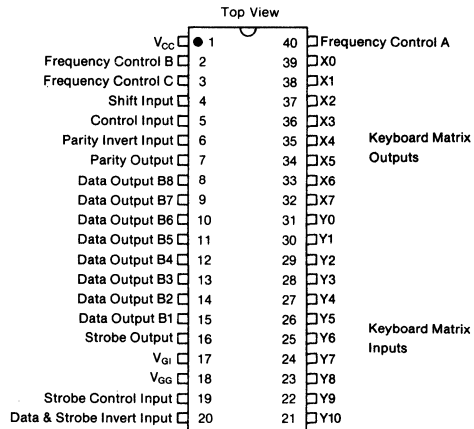 Top View
V_CC 1 40 Frequency Control A
Frequency Control B 2 39 X0
Frequency Control C 3 38 X1
Shift Input 4 37 X2
Control Input 5 36 X3
Parity Invert Input 6 35 X4 Keyboard Matrix
Parity Output 7 34 X5 Outputs
Data Output B8 8 33 X6
Data Output B7 9 32 X7
Data Output B6 10 31 Y0
Data Output B5 11 30 Y1
Data Output B4 12 29 Y2
Data Output B3 13 28 Y3
Data Output B2 14 27 Y4
Data Output B1 15 26 Y5 Keyboard Matrix
Strobe Output 16 25 Y6 Inputs
V_GI 17 24 Y7
V_GG 18 23 Y8
Strobe Control Input 19 22 Y9
Data & Strobe Invert Input 20 21 Y10